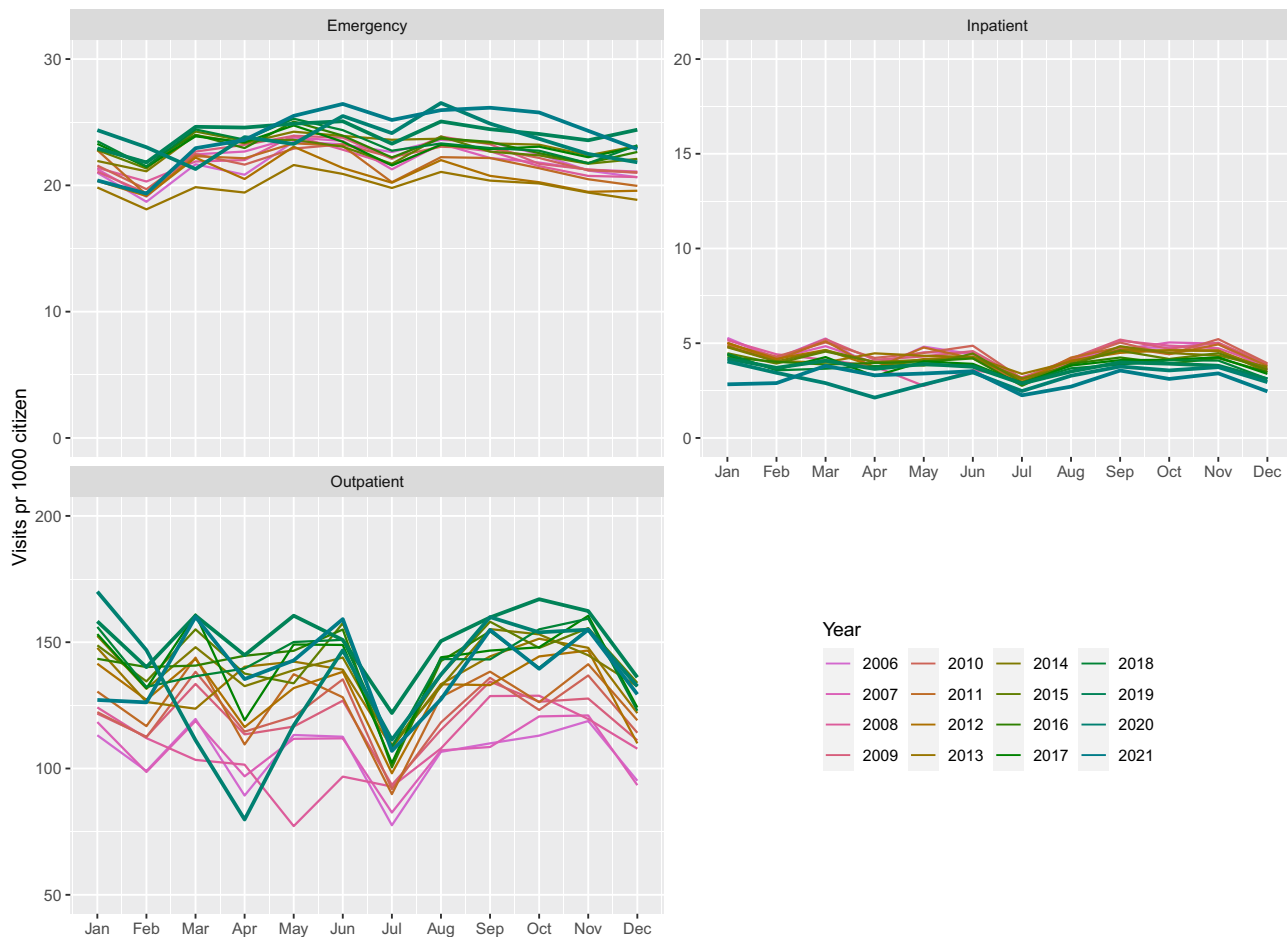 Emergency
Inpatient
30
20
10
0
20
15
10
5
0
Jan Feb Mar Apr May Jun Jul Aug Sep Oct Nov Dec
Visits pr 1000 citizen
Outpatient
200
150
100
50
Jan Feb Mar Apr May Jun Jul Aug Sep Oct Nov Dec
Year
2006 2010 2014 2018
2007 2011 2015 2019
2008 2012 2016 2020
2009 2013 2017 2021